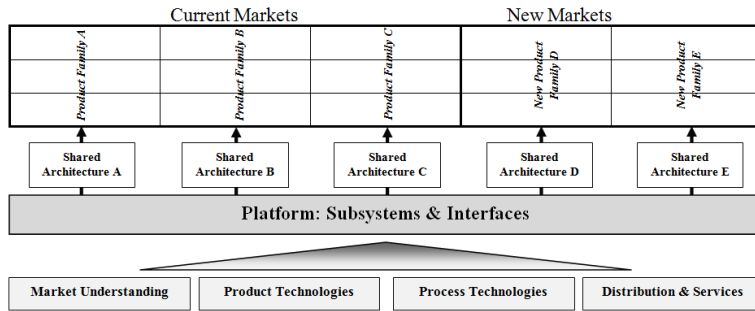 Current Markets
New Markets
Product Family A
Product Family B
Product Family C
New Product
Family D
New Product
Family E
Shared
Architecture A
Shared
Architecture B
Shared
Architecture C
Shared
Architecture D
Shared
Architecture E
Platform: Subsystems & Interfaces
Market Understanding
Product Technologies
Process Technologies
Distribution & Services